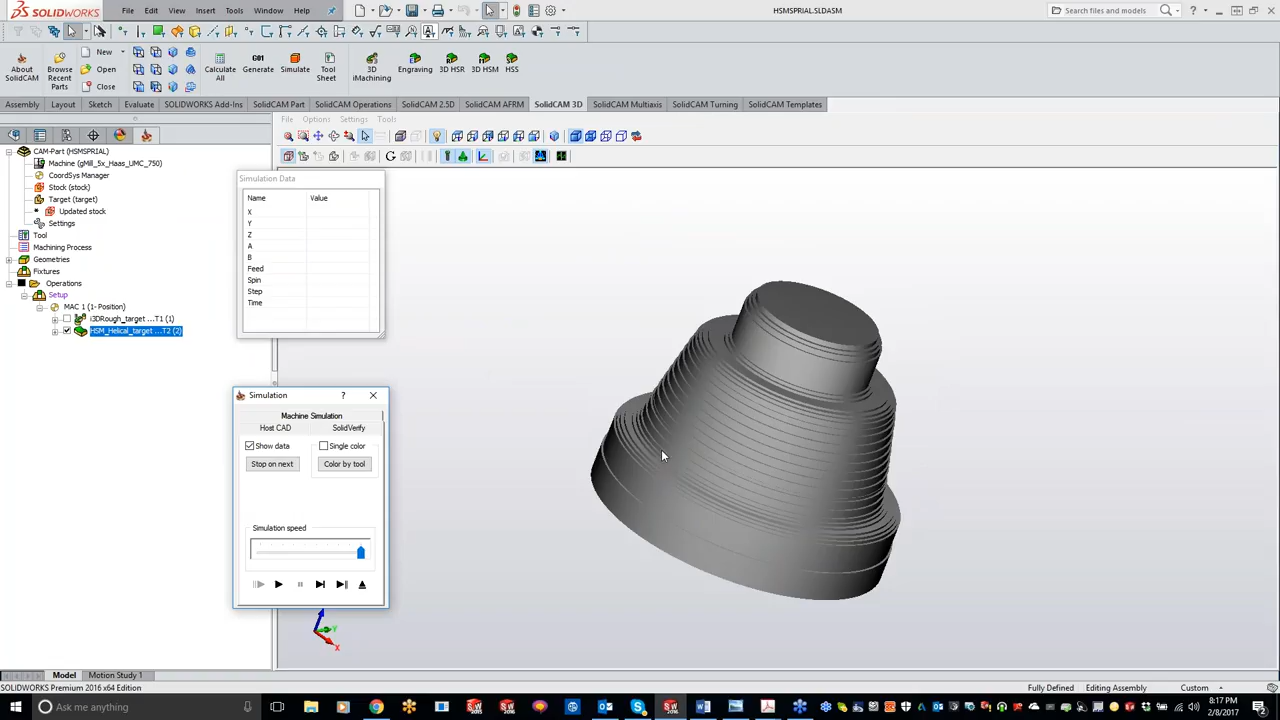 SOLIDWORKS
File Edit View Insert Tools Window Help
HSMSPRIAL.SLDASM
Search files and models
About SolidCAM
Browse Recent Parts
New
Open
Close
Calculate All
G01
Generate
Simulate
Tool Sheet
3D iMachining
Engraving
3D HSR
3D HSM
HSS
Assembly Layout Sketch Evaluate SOLIDWORKS Add-Ins SolidCAM Part SolidCAM Operations SolidCAM 2.5D SolidCAM AFRM SolidCAM 3D SolidCAM Multiaxis SolidCAM Turning SolidCAM Templates
File Options Settings Tools
CAM-Part (HSMSPRIAL)
Machine (gMill_5x_Haas_UMC_750)
CoordSys Manager
Stock (stock)
Target (target)
* Updated stock
Settings
Tool
Machining Process
Geometries
Fixtures
Operations
Setup
MAC 1 (1- Position)
i3DRough_target ...T1 (1)
HSM_Helical_target ...T2 (2)
Simulation Data
Name Value
X
Y
Z
A
B
Feed
Spin
Step
Time
Simulation ?
Machine Simulation
Host CAD SolidVerify
Show data Single color
Stop on next Color by tool
Simulation speed
Y
X
Model Motion Study 1
SOLIDWORKS Premium 2016 x64 Edition
Fully Defined Editing Assembly Custom
Ask me anything
8:17 PM
2/8/2017